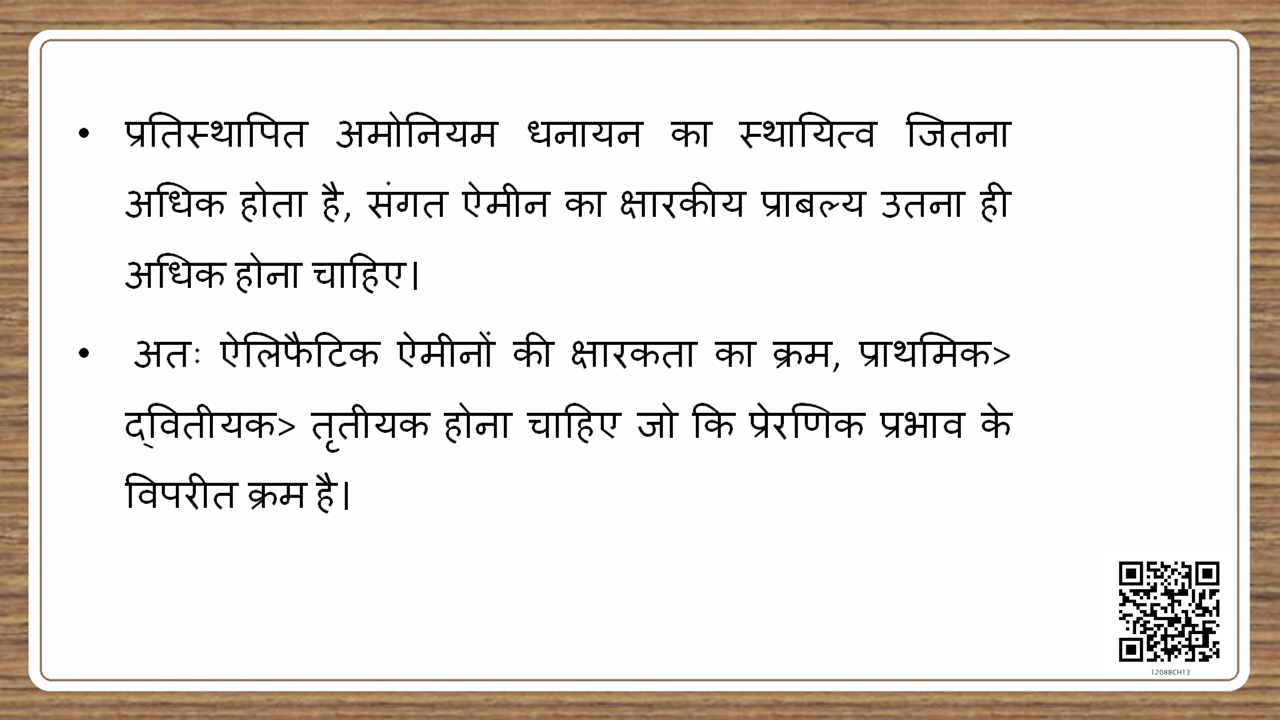 • प्रतिस्थापित अमोनियम धनायन का स्थायित्व जितना
अधिक होता है, संगत ऐमीन का क्षारकीय प्राबल्य उतना ही
अधिक होना चाहिए।
• अतः ऐलिफैटिक ऐमीनों की क्षारकता का क्रम, प्राथमिक>
द्वितीयक> तृतीयक होना चाहिए जो कि प्रेरणिक प्रभाव के
विपरीत क्रम है।
12088CH13